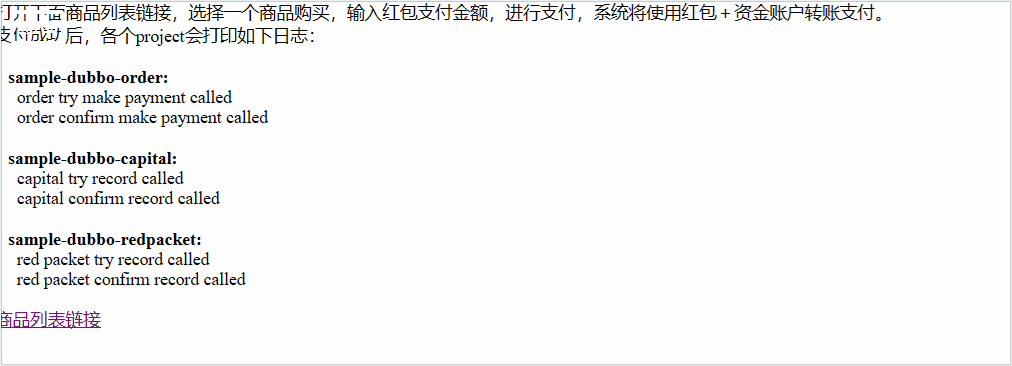 打开下面商品列表链接，选择一个商品购买，输入红包支付金额，进行支付，系统将使用红包＋资金账户转账支付。
支付成功后，各个project会打印如下日志：
sample-dubbo-order:
order try make payment called
order confirm make payment called
sample-dubbo-capital:
capital try record called
capital confirm record called
sample-dubbo-redpacket:
red packet try record called
red packet confirm record called
商品列表链接